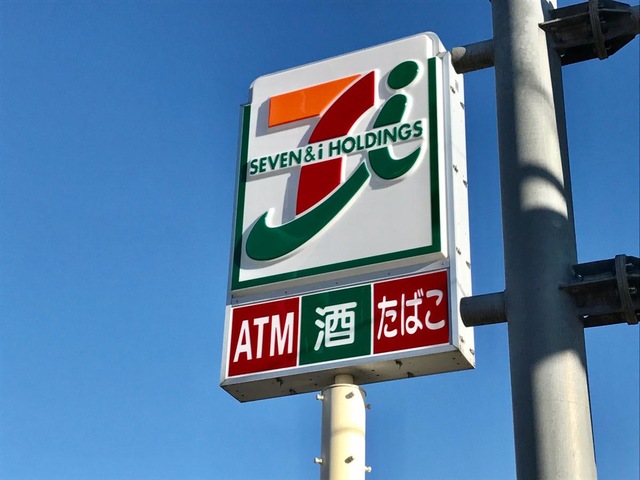 SEVEN&i HOLDINGS
ATM 酒 たばこ